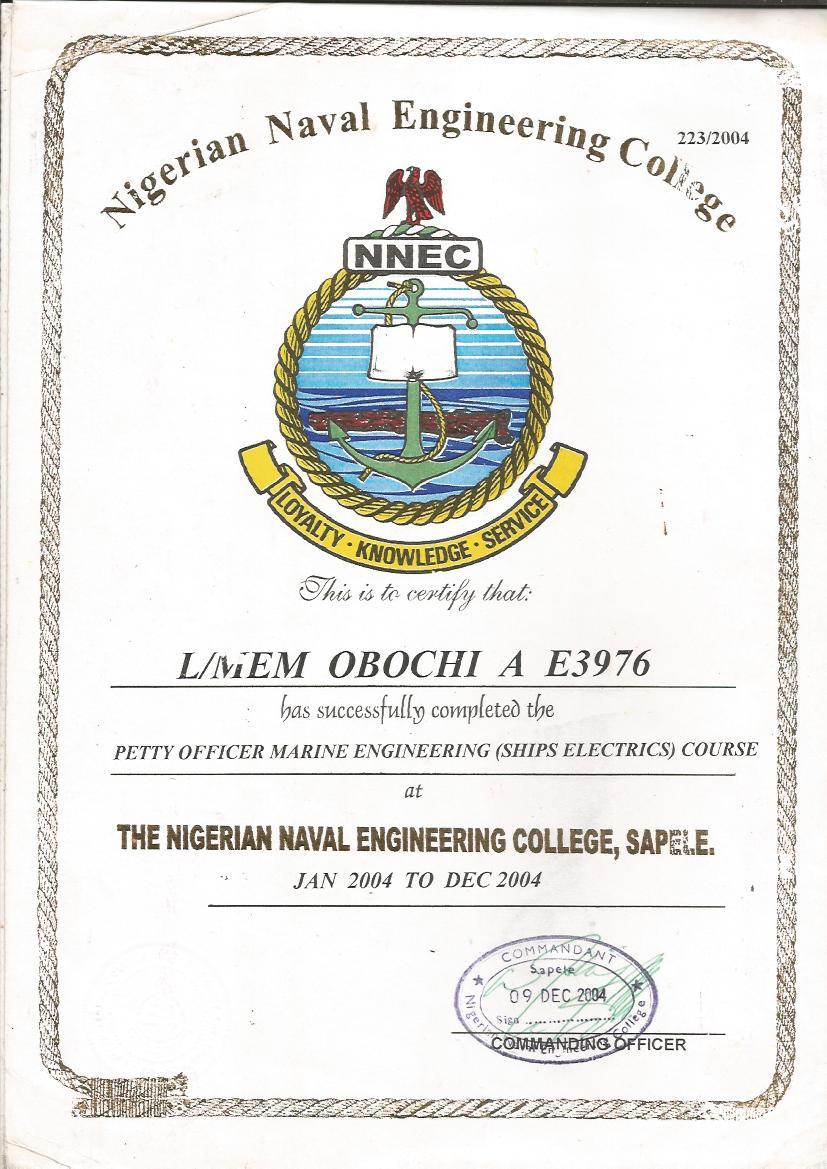 Nigerian Naval Engineering College
223/2004
NNEC
LOYALTY · KNOWLEDGE · SERVICE
This is to certify that:
L/MEM OBOCHI A E3976
has successfully completed the
PETTY OFFICER MARINE ENGINEERING (SHIPS ELECTRICS) COURSE
at
THE NIGERIAN NAVAL ENGINEERING COLLEGE, SAPELE.
JAN 2004 TO DEC 2004
COMMANDANT
Sapele
09 DEC 2004
Sign ....................
COMMANDING OFFICER